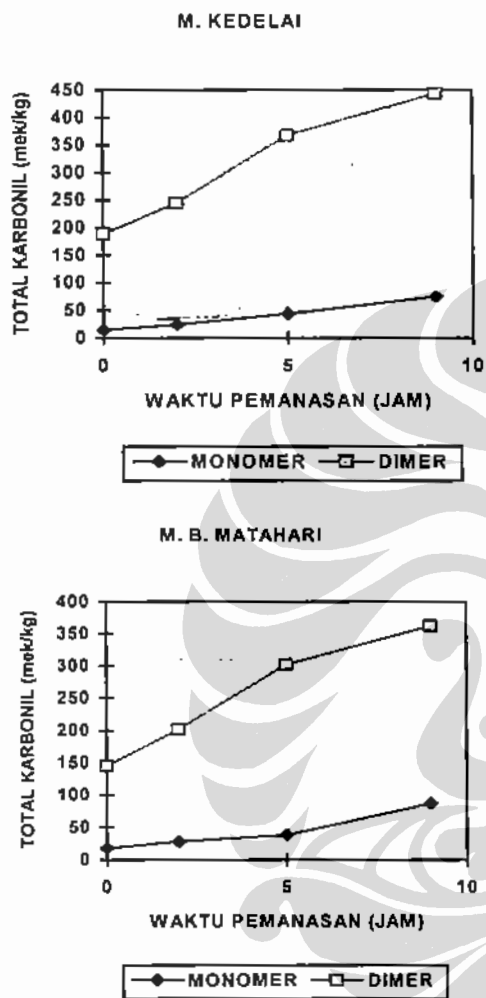 M. KEDELAI
TOTAL KARBONIL (mek/kg)
450
400
350
300
250
200
150
100
50
0
0 5 10
WAKTU PEMANASAN (JAM)
MONOMER DIMER
M. B. MATAHARI
TOTAL KARBONIL (mek/kg)
400
350
300
250
200
150
100
50
0
0 5 10
WAKTU PEMANASAN (JAM)
MONOMER DIMER